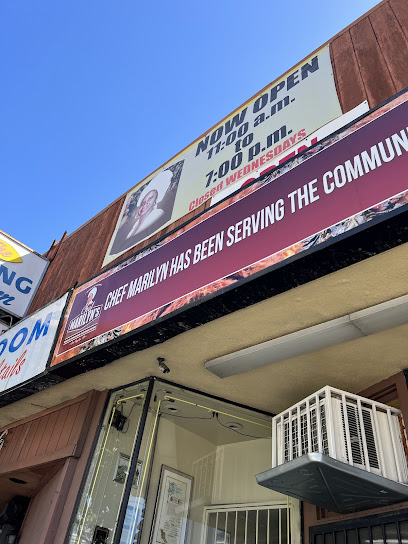 NOW OPEN
11:00 a.m.
to
7:00 p.m.
Closed WEDNESDAYS
CHEF MARILYN HAS BEEN SERVING THE COMMUN
MARILYN'S
NG
OOM
tails